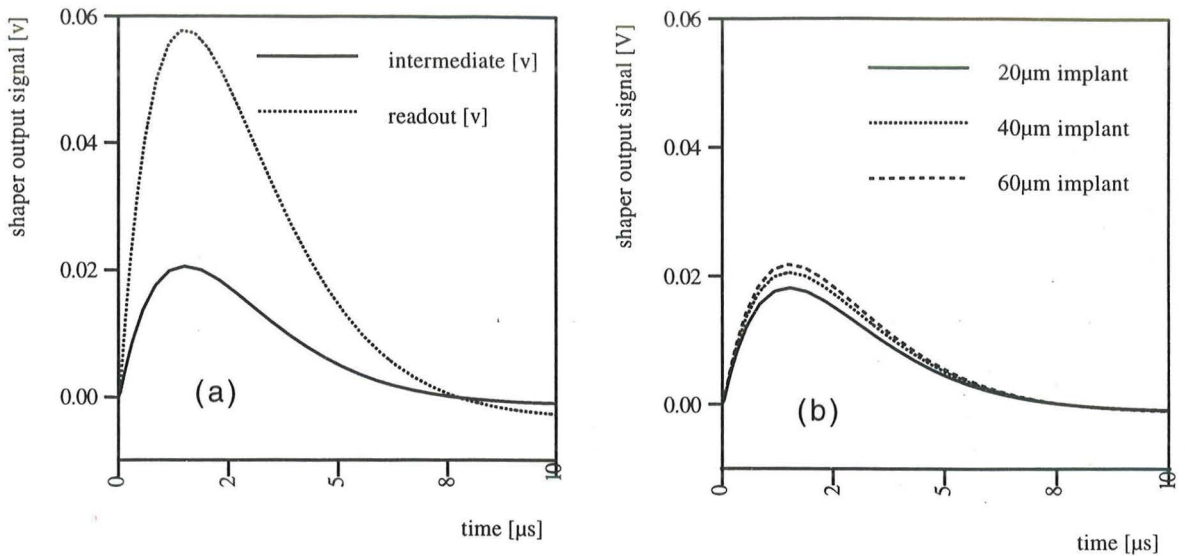 shaper output signal [v]
0.06
0.04
0.02
0.00
intermediate [v]
readout [v]
(a)
0
2
5
8
10
time [µs]
shaper output signal [V]
0.06
0.04
0.02
0.00
20µm implant
40µm implant
60µm implant
(b)
0
2
5
8
10
time [µs]